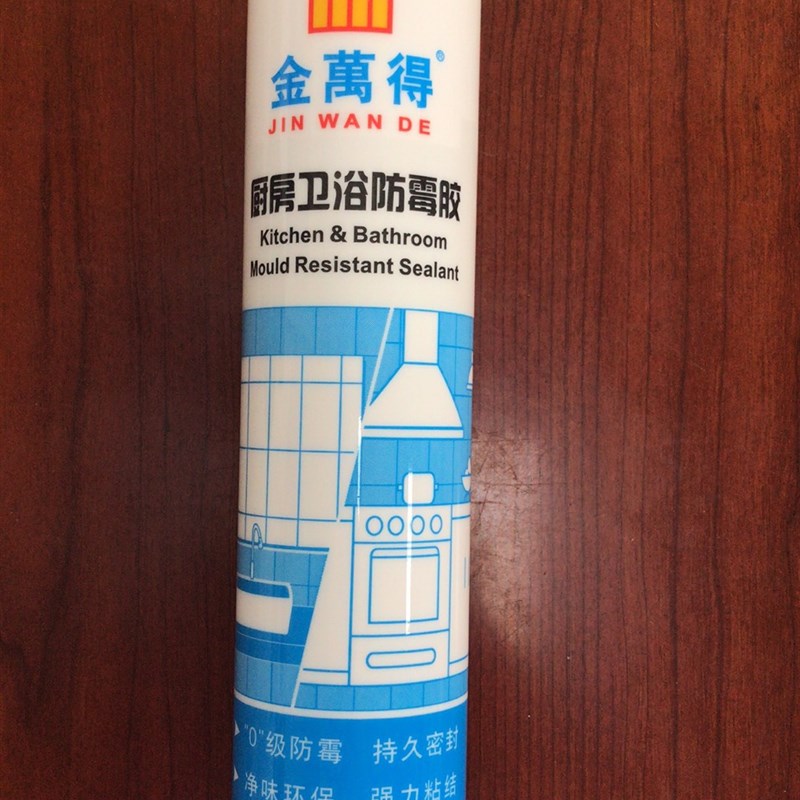 金萬得®
JIN WAN DE
厨房卫浴防霉胶
Kitchen & Bathroom
Mould Resistant Sealant
"0"级防霉 持久密封
净味环保 强力粘结